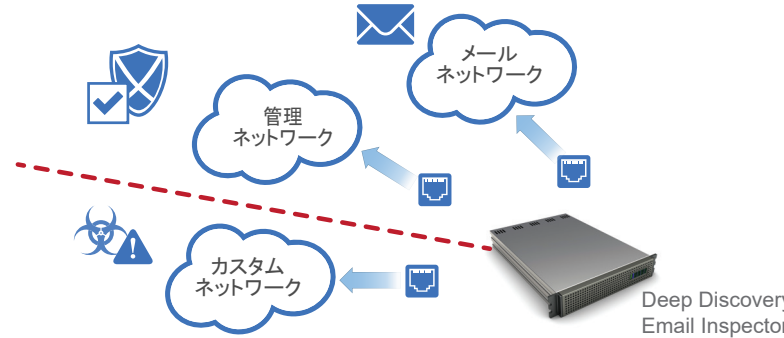 メール
ネットワーク
管理
ネットワーク
カスタム
ネットワーク
Deep Discovery
Email Inspector